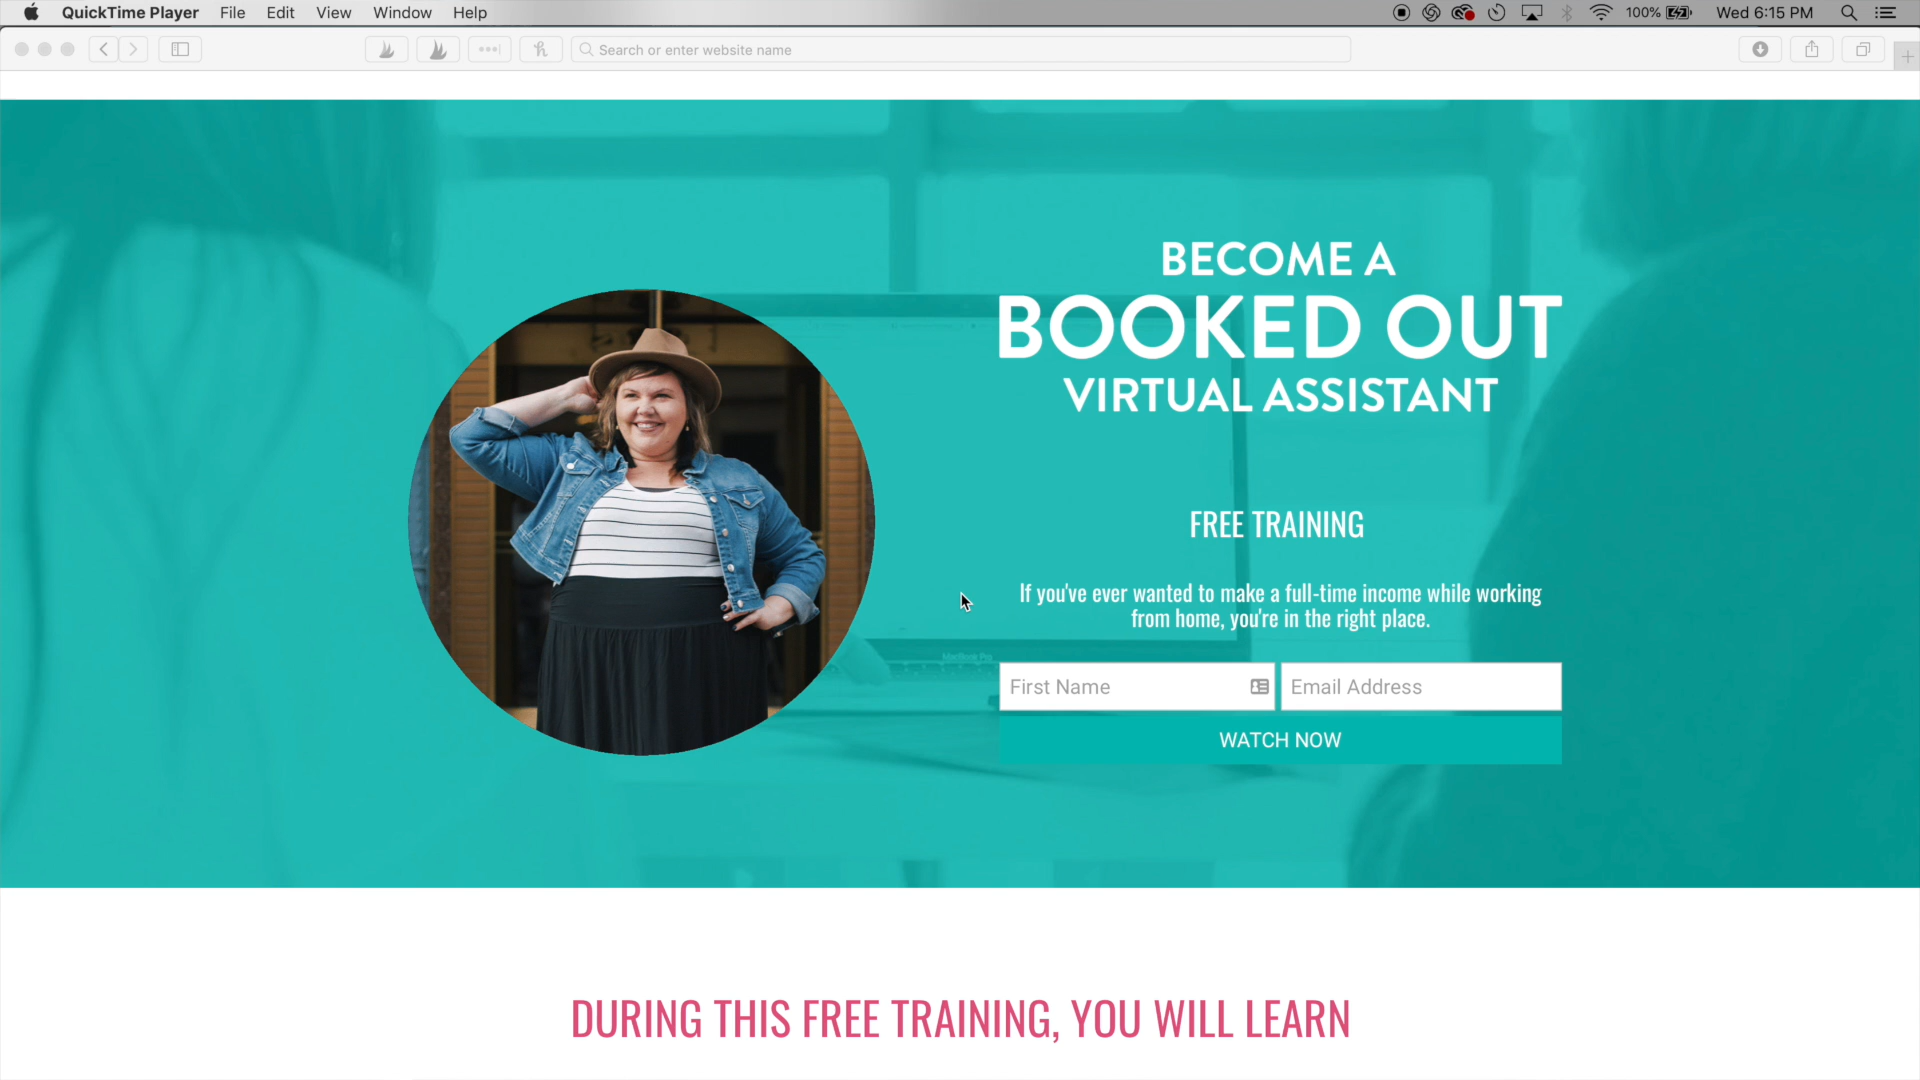 QuickTime Player File Edit View Window Help 100% Wed 6:15 PM
Search or enter website name
BECOME A
BOOKED OUT
VIRTUAL ASSISTANT
FREE TRAINING
If you've ever wanted to make a full-time income while working
from home, you're in the right place.
MacBook Pro
First Name Email Address
WATCH NOW
DURING THIS FREE TRAINING, YOU WILL LEARN